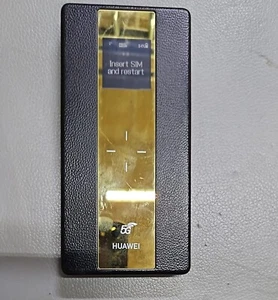 Insert SIM
and restart
5G
HUAWEI